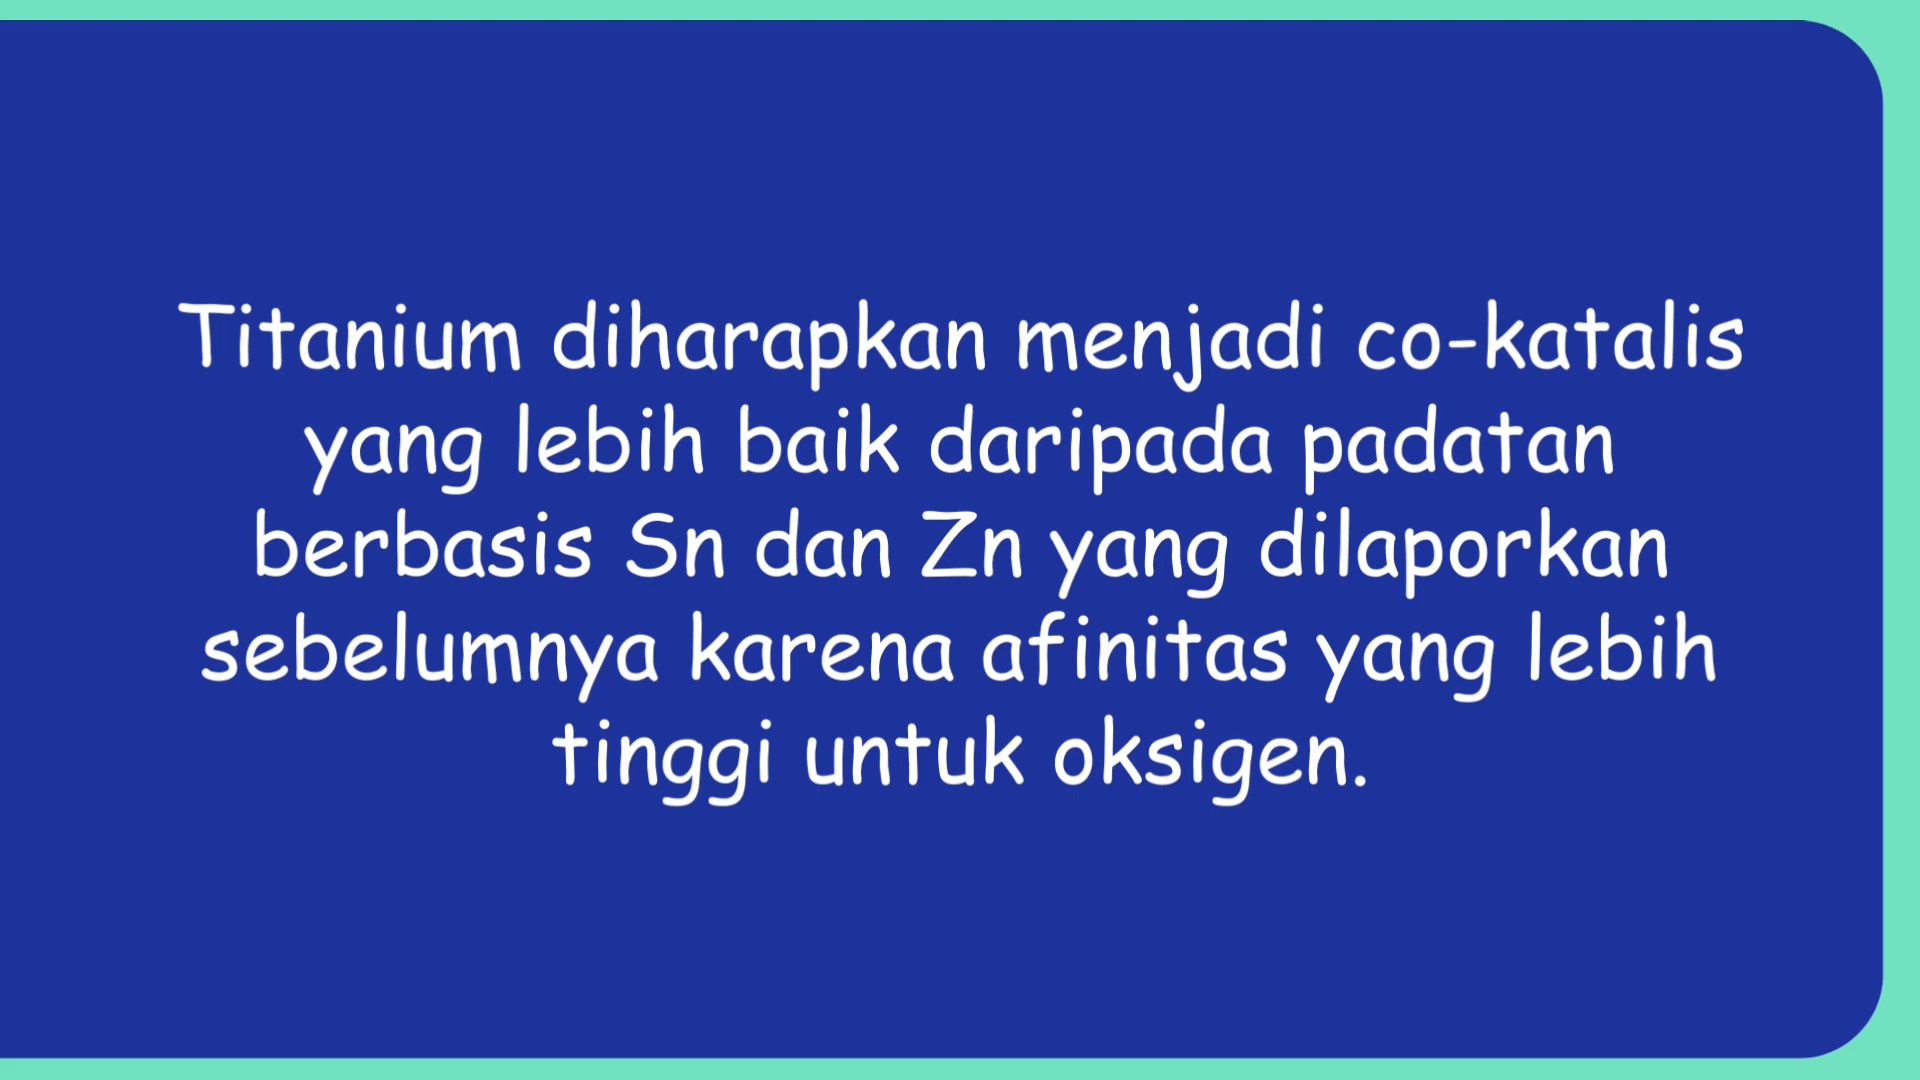 Titanium diharapkan menjadi co-katalis
yang lebih baik daripada padatan
berbasis Sn dan Zn yang dilaporkan
sebelumnya karena afinitas yang lebih
tinggi untuk oksigen.